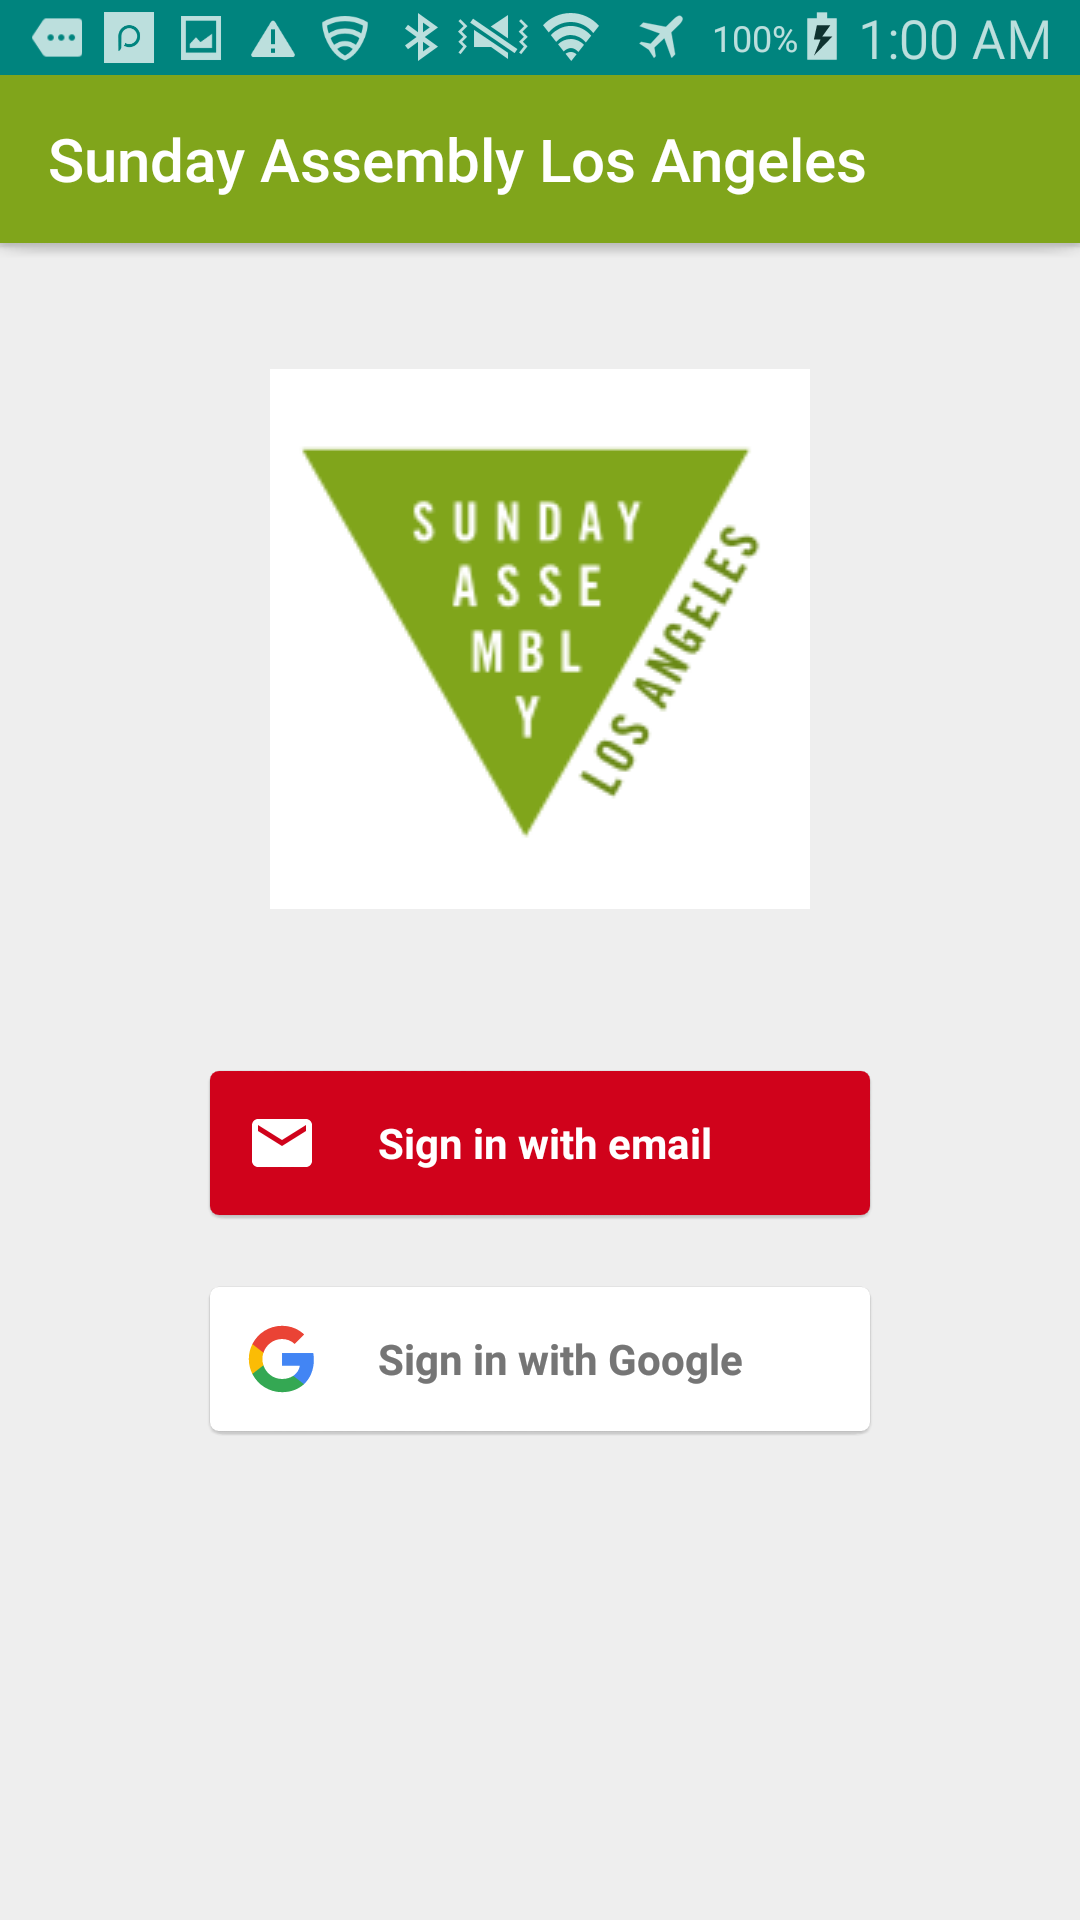 100% 1:00 AM
Sunday Assembly Los Angeles
SUNDAY
ASSE
MBL
Y
LOS ANGELES
Sign in with email
Sign in with Google